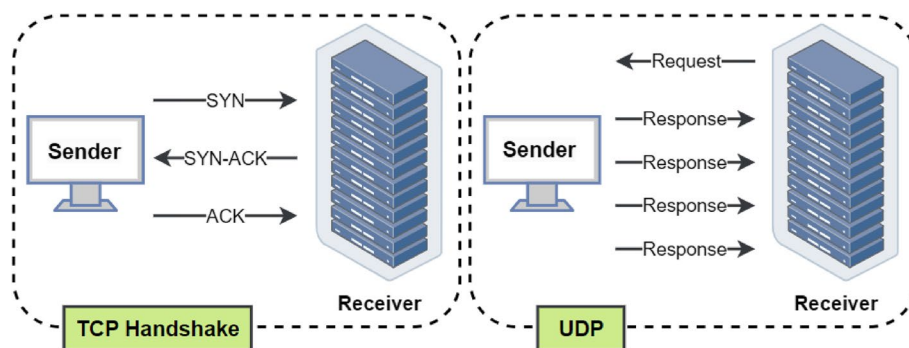 SYN
Sender
SYN-ACK
ACK
Receiver
TCP Handshake
Request
Response
Sender
Response
Response
Response
Receiver
UDP